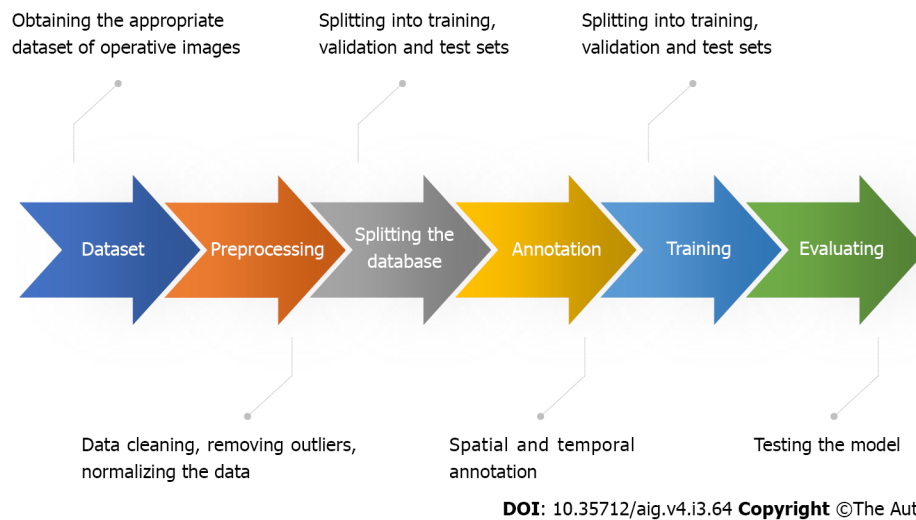 Obtaining the appropriate
dataset of operative images
Splitting into training,
validation and test sets
Splitting into training,
validation and test sets
Dataset
Preprocessing
Splitting the
database
Annotation
Training
Evaluating
Data cleaning, removing outliers,
normalizing the data
Spatial and temporal
annotation
Testing the model
DOI: 10.35712/aig.v4.i3.64 Copyright ©The Aut